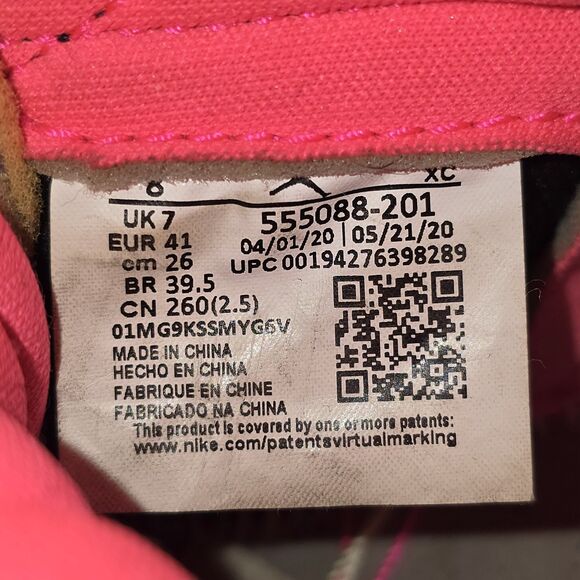 8 XC
UK 7 555088-201
EUR 41 04/01/20 | 05/21/20
cm 26 UPC 00194276398289
BR 39.5
CN 260(2.5)
01MG9KSSMYG6V
MADE IN CHINA
HECHO EN CHINA
FABRIQUE EN CHINE
FABRICADO NA CHINA
This product is covered by one or more patents:
www.nike.com/patentsvirtualmarking